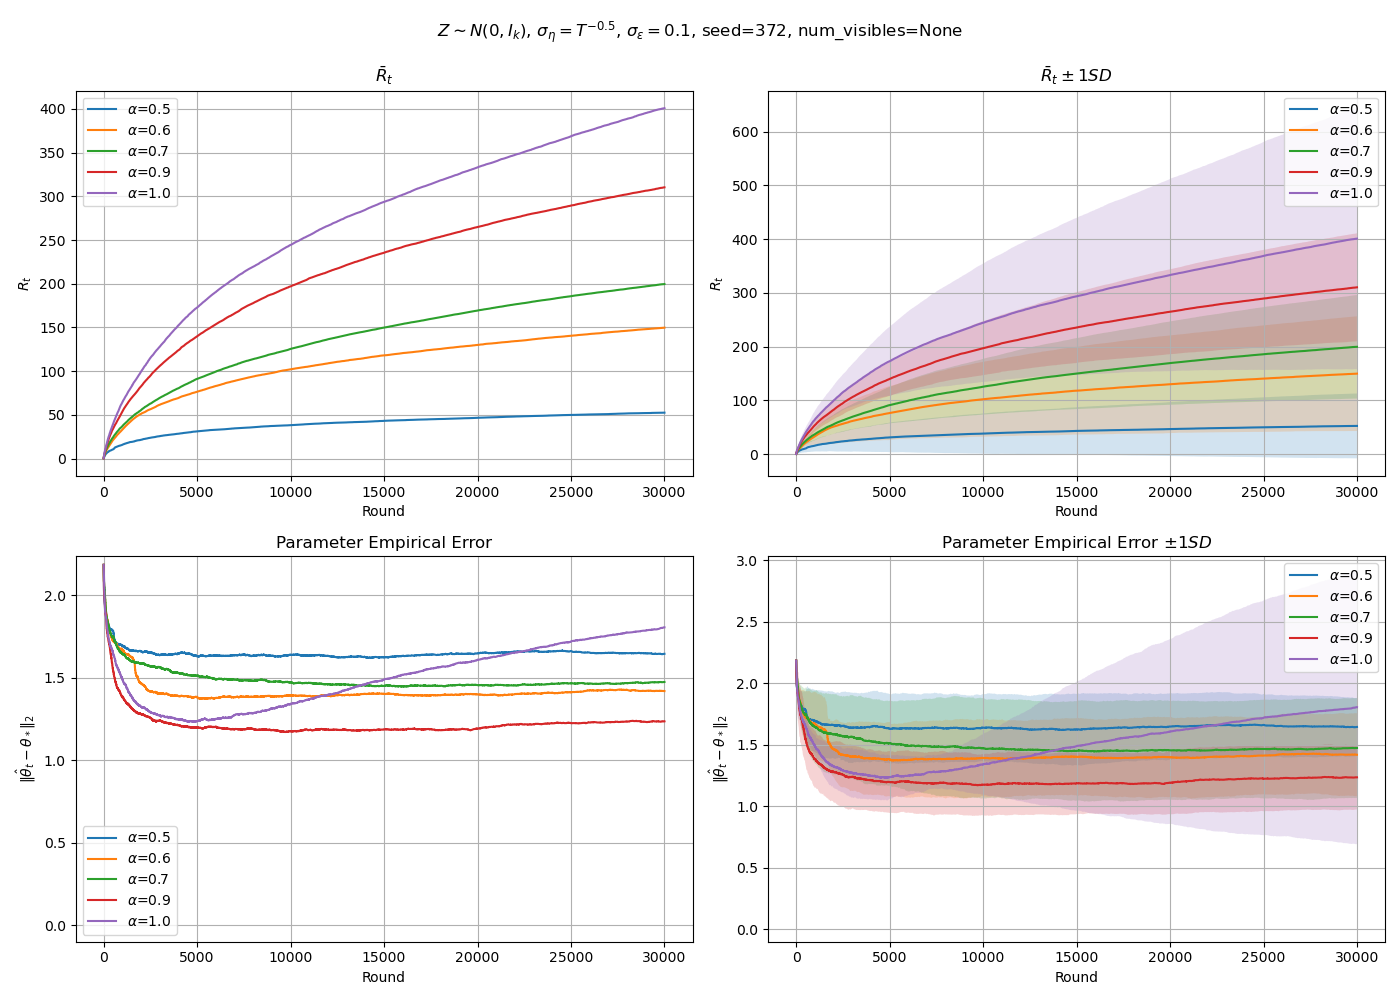 Z ∼ N(0, I_k), σ_η = T^{−0.5}, σ_ε = 0.1, seed=372, num_visibles=None
R̄_t
400
350
300
250
200
150
100
50
0
R_t
α=0.5
α=0.6
α=0.7
α=0.9
α=1.0
0 5000 10000 15000 20000 25000 30000
Round
R̄_t ± 1SD
600
500
400
300
200
100
0
R_t
α=0.5
α=0.6
α=0.7
α=0.9
α=1.0
0 5000 10000 15000 20000 25000 30000
Round
Parameter Empirical Error
2.0
1.5
1.0
0.5
0.0
‖θ̂_t − θ_*‖_2
α=0.5
α=0.6
α=0.7
α=0.9
α=1.0
0 5000 10000 15000 20000 25000 30000
Round
Parameter Empirical Error ±1SD
3.0
2.5
2.0
1.5
1.0
0.5
0.0
‖θ̂_t − θ_*‖_2
α=0.5
α=0.6
α=0.7
α=0.9
α=1.0
0 5000 10000 15000 20000 25000 30000
Round